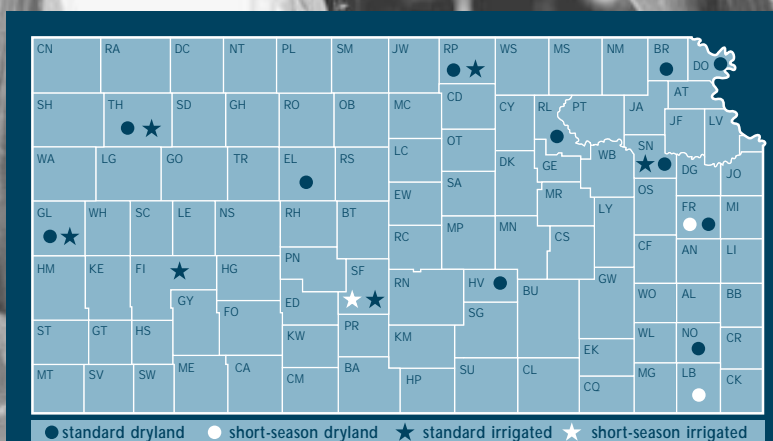 CN RA DC NT PL SM JW RP WS MS NM BR DO
SH TH SD GH RO OB MC CD CY RL PT JA AT
JF LV
WA LG GO TR EL RS LC OT DK GE WB SN DG JO
EW SA MR OS
GL WH SC LE NS RH BT RC MP MN CS LY FR MI
HM KE FI HG PN SF RN HV BU GW CF AN LI
GY FO ED SG WO AL BB
ST GT HS KW PR KM EK WL NO CR
MT SV SW ME CA CM BA HP SU CL CQ MG LB CK
standard dryland short-season dryland standard irrigated short-season irrigated